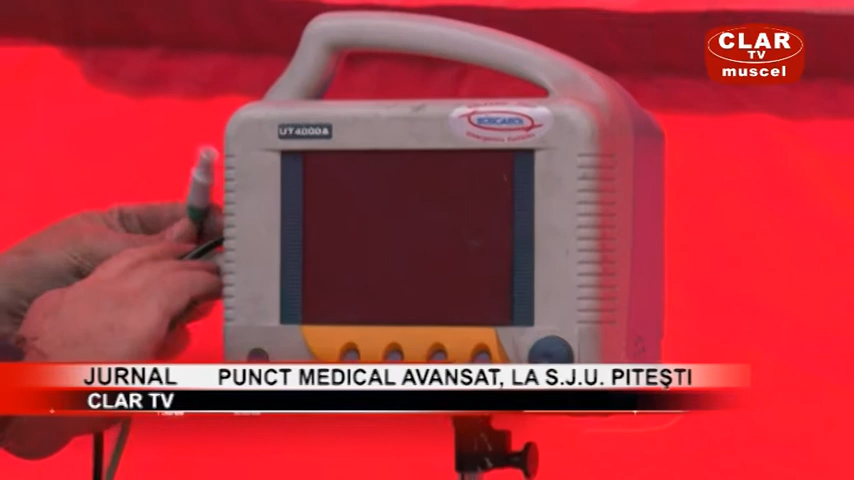 CLAR
TV
muscel
UT4000A
JURNAL PUNCT MEDICAL AVANSAT, LA S.J.U. PITEŞTI
CLAR TV